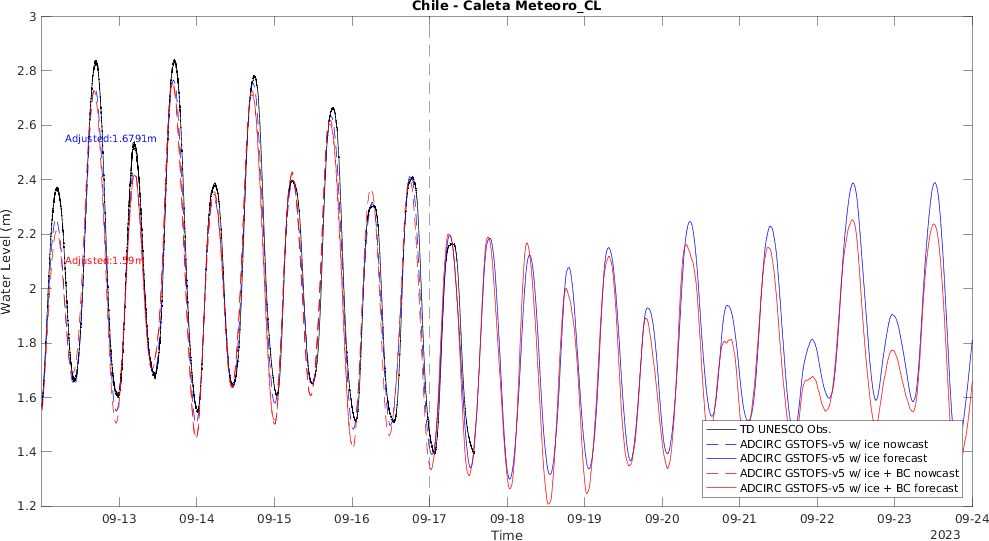 Chile - Caleta Meteoro_CL
3
2.8
2.6
2.4
2.2
2
1.8
1.6
1.4
1.2
Water Level (m)
Adjusted:1.6791m
Adjusted:1.59m
TD UNESCO Obs.
ADCIRC GSTOFS-v5 w/ ice nowcast
ADCIRC GSTOFS-v5 w/ ice forecast
ADCIRC GSTOFS-v5 w/ ice + BC nowcast
ADCIRC GSTOFS-v5 w/ ice + BC forecast
09-13 09-14 09-15 09-16 09-17 09-18 09-19 09-20 09-21 09-22 09-23 09-24
Time
2023